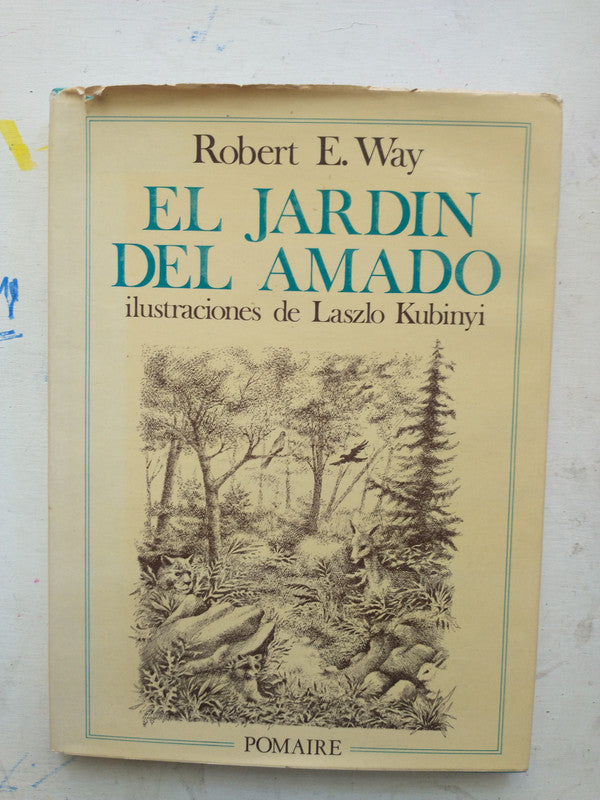 Robert E. Way
EL JARDIN
DEL AMADO
ilustraciones de Laszlo Kubinyi
POMAIRE